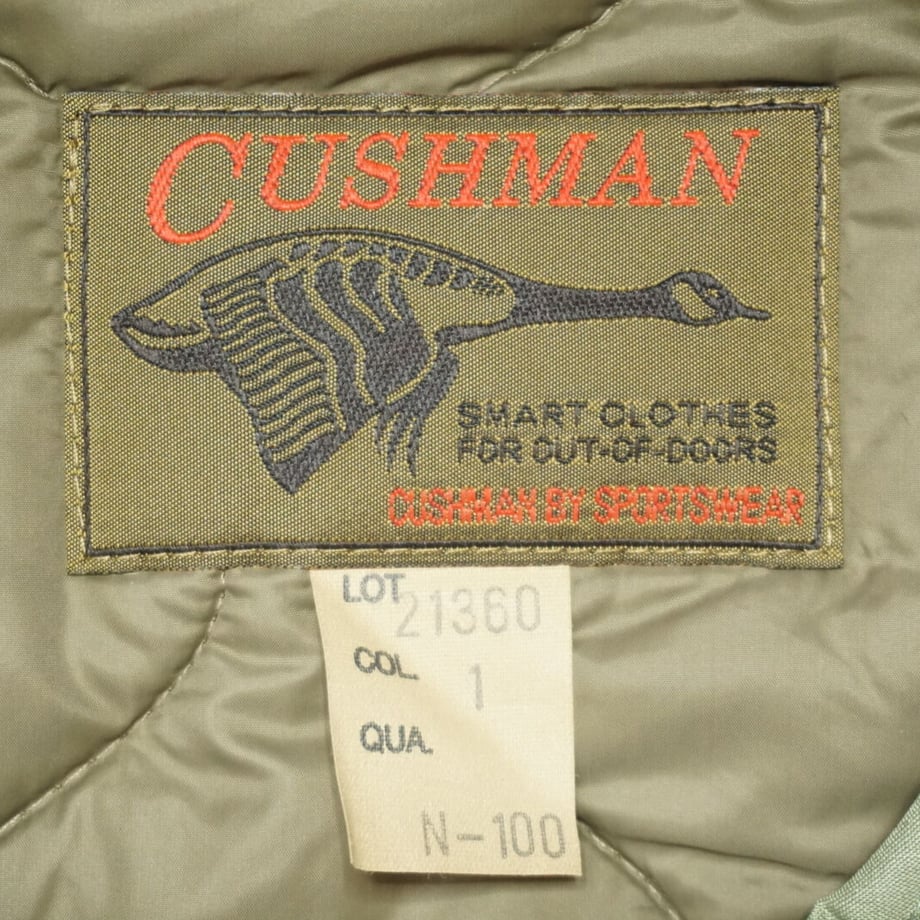 CUSHMAN
SMART CLOTHES
FOR OUT-OF-DOORS
CUSHMAN BY SPORTSWEAR
LOT 21360
COL. 1
QUA.
N-100